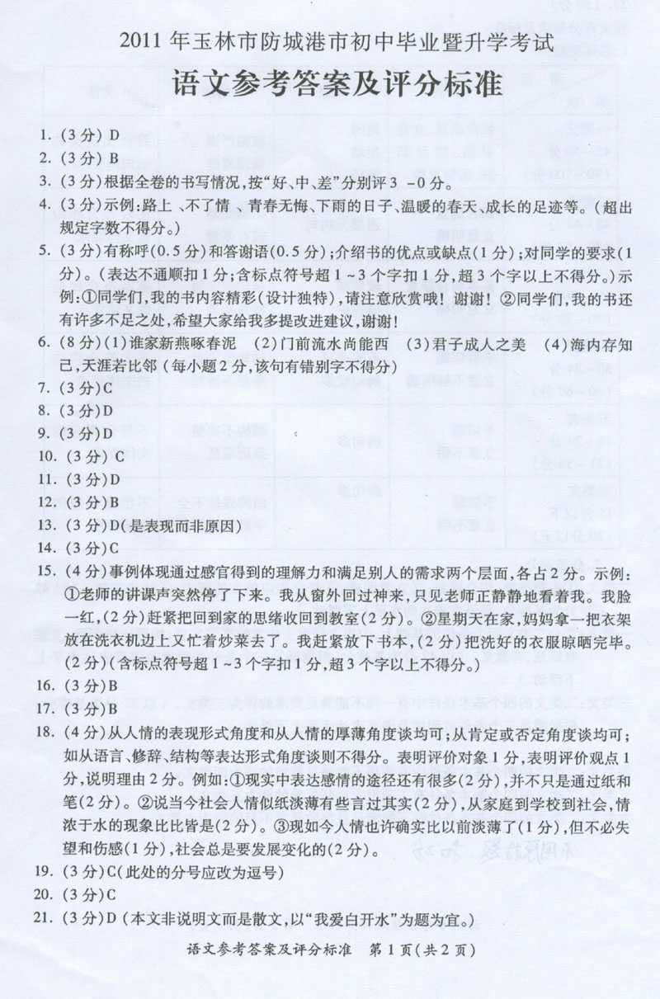 2011 年玉林市防城港市初中毕业暨升学考试
语文参考答案及评分标准
1. (3 分) D
2. (3 分) B
3. (3 分)根据全卷的书写情况,按“好、中、差”分别评 3 -0 分。
4. (3 分)示例:路上 、不了情 、青春无悔、下雨的日子、温暖的春天、成长的足迹等。(超出
规定字数不得分。)
5. (3 分)有称呼(0.5 分)和答谢语(0.5 分);介绍书的优点或缺点(1 分);对同学的要求(1
分)。(表达不通顺扣 1 分;含标点符号超 1 ~3 个字扣 1 分,超 3 个字以上不得分。)示
例:①同学们,我的书内容精彩(设计独特),请注意欣赏哦! 谢谢! ②同学们,我的书还
有许多不足之处,希望大家给我多提改进建议,谢谢!
6. (8 分)(1)谁家新燕啄春泥 (2)门前流水尚能西 (3)君子成人之美 (4)海内存知
己,天涯若比邻 (每小题 2 分,该句有错别字不得分)
7. (3 分)C
8. (3 分)D
9. (3 分)D
10. (3 分) C
11. (3 分)D
12. (3 分)B
13. (3 分)D(是表现而非原因)
14. (3 分)C
15. (4 分)事例体现通过感官得到的理解力和满足别人的需求两个层面,各占 2 分。示例:
①老师的讲课声突然停了下来。我从窗外回过神来,只见老师正静静地看着我。我脸
一红,(2 分)赶紧把回到家的思绪收回到教室(2 分)。②星期天在家,妈妈拿一把衣架
放在洗衣机边上又忙着炒菜去了。我赶紧放下书本,(2 分)把洗好的衣服晾晒完毕。
(2 分)(含标点符号超 1 ~3 个字扣 1 分,超 3 个字以上不得分。)
16. (3 分)B
17. (3 分)B
18. (4 分)从人情的表现形式角度和从人情的厚薄角度谈均可;从肯定或否定角度谈均可;
如从语言、修辞、结构等表达形式角度谈则不得分。表明评价对象 1 分,表明评价观点 1
分,说明理由 2 分。例如:①现实中表达感情的途径还有很多(2 分),并不只是通过纸和
笔(2 分)。②说当今社会人情似纸淡薄有些言过其实(2 分),从家庭到学校到社会,情
浓于水的现象比比皆是(2 分)。③现如今人情也许确实比以前淡薄了(1 分),但不必失
望和伤感(1 分),社会总是要发展变化的(2 分)。
19. (3 分)C(此处的分号应改为逗号)
20. (3 分)C
21. (3 分)D (本文非说明文而是散文,以“我爱白开水”为题为宜。)
语文参考答案及评分标准 第 1 页(共 2 页)